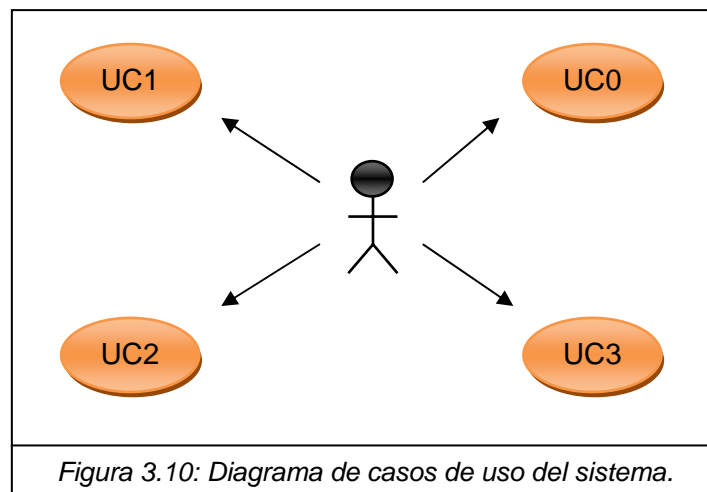 UC1
UC0
UC2
UC3
Figura 3.10: Diagrama de casos de uso del sistema.